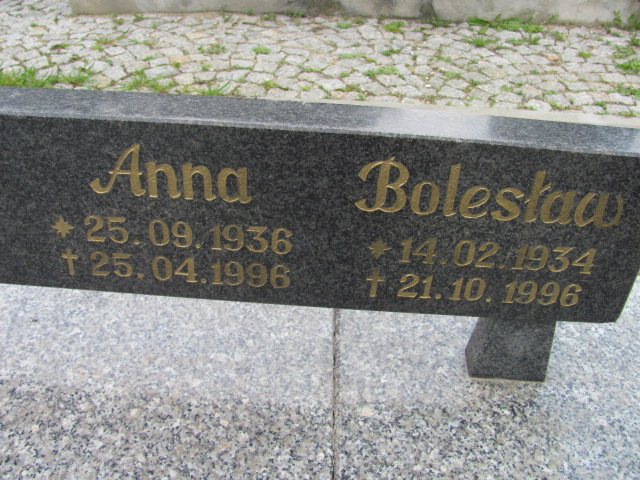 Anna
* 25.09.1936
† 25.04.1996
Bolesław
* 14.02.1934
† 21.10.1996